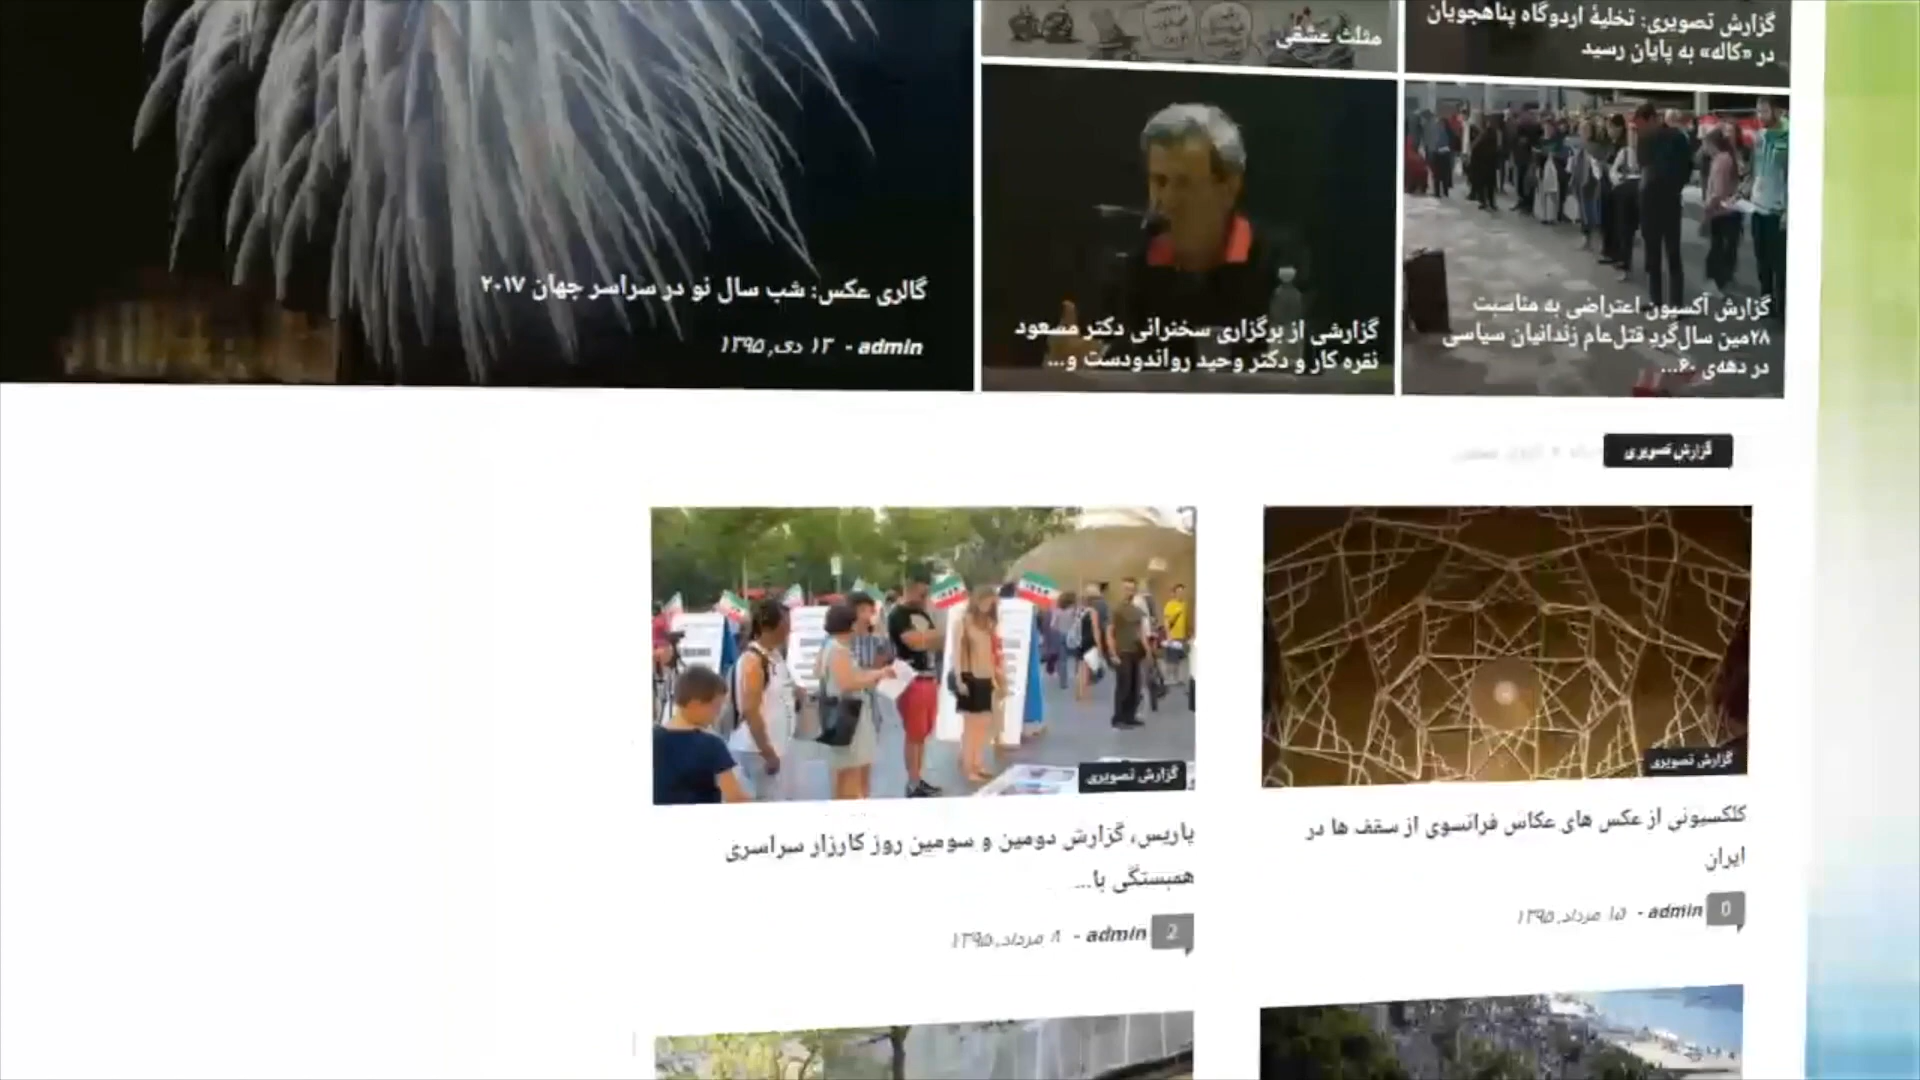 گزارش تصویری: تخلیهٔ اردوگاه پناهجویان
در «کاله» به پایان رسید
مثلث عشقی
گزارش آکسیون اعتراضی به مناسبت
۲۸مین سال‌گرد قتل‌عام زندانیان سیاسی
در دهه‌ی ۶۰...
گزارشی از برگزاری سخنرانی دکتر مسعود
نقره کار و دکتر وحید رواندودست و...
گالری عکس: شب سال نو در سراسر جهان ۲۰۱۷
admin - ۱۳ دی, ۱۳۹۵
گزارش تصویری
گزارش تصویری
کلکسیونی از عکس های عکاس فرانسوی از سقف ها در
ایران
admin - ۱۵ مرداد, ۱۳۹۵
0
گزارش تصویری
پاریس، گزارش دومین و سومین روز کارزار سراسری
همبستگی با...
admin - ۸ مرداد, ۱۳۹۵
2